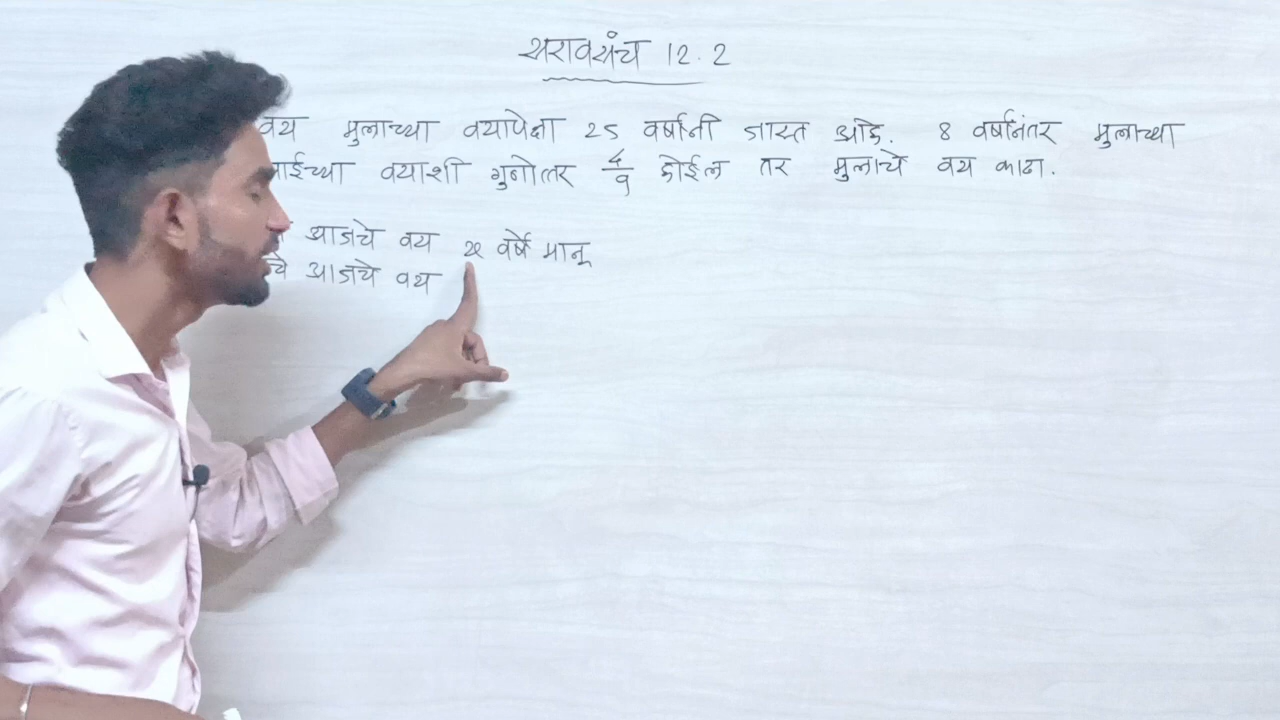 सरावसंच 12.2
वय मुलाच्या वयापेक्षा 25 वर्षांनी जास्त आहे. 8 वर्षांनंतर मुलाच्या
वयाशी गुणोत्तर 4/9 होईल तर मुलाचे वय काढा.
आजचे वय x वर्षे मानू
आजचे वय